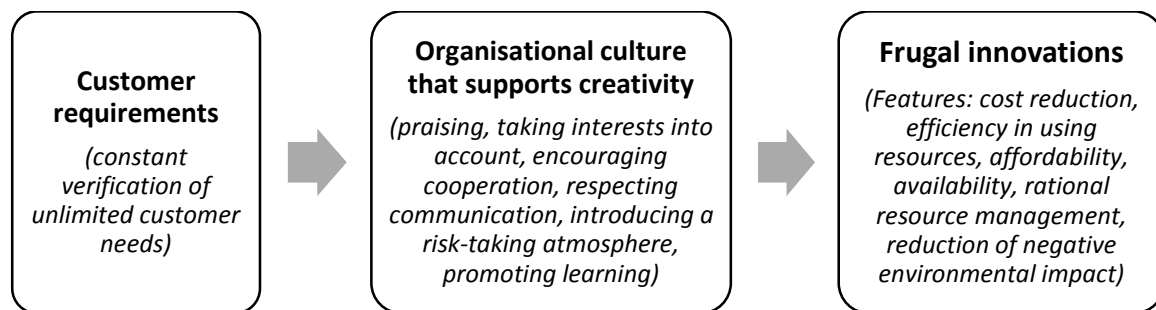 Customer
requirements
(constant
verification of
unlimited customer
needs)
Organisational culture
that supports creativity
(praising, taking interests into
account, encouraging
cooperation, respecting
communication, introducing a
risk-taking atmosphere,
promoting learning)
Frugal innovations
(Features: cost reduction,
efficiency in using
resources, affordability,
availability, rational
resource management,
reduction of negative
environmental impact)